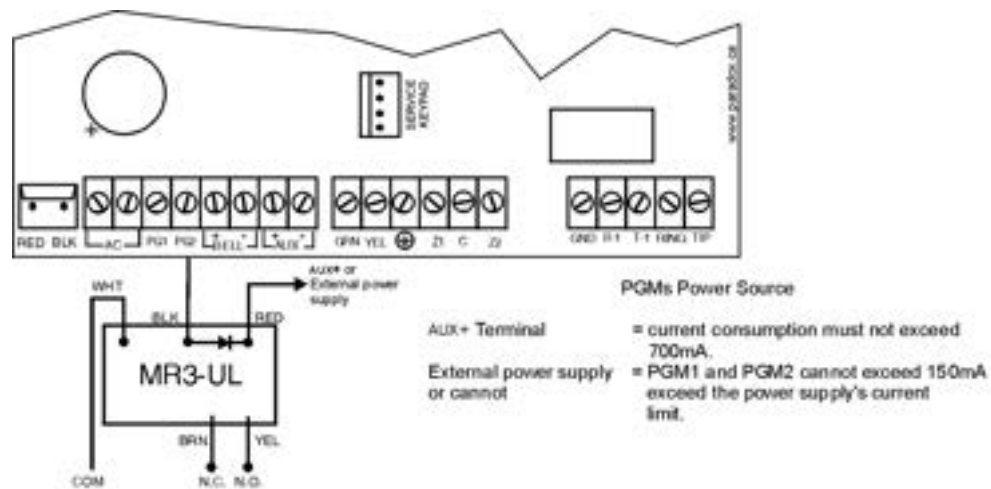 www.paradox.ca
SERVICE
KEYPAD
RED BLK AC PG1 PG2 + BELL - + AUX - GRN YEL Z1 C Z2 GND R-1 T-1 RING TIP
AUX+ or
External power
supply
WHT
BLK
RED
MR3-UL
BRN
YEL
COM
N.C. N.O.
PGMs Power Source
AUX+ Terminal = current consumption must not exceed
700mA.
External power supply = PGM1 and PGM2 cannot exceed 150mA
or cannot exceed the power supply's current
limit.